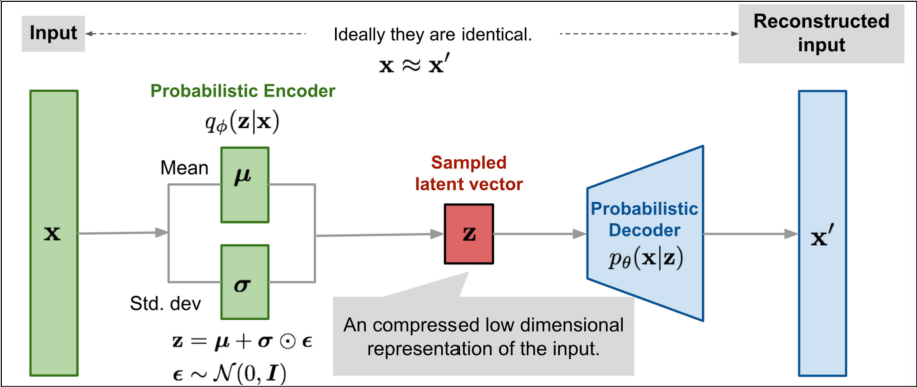 Input
Ideally they are identical.
x ≈ x′
Reconstructed
input
Probabilistic Encoder
qϕ(z|x)
Mean
μ
Sampled
latent vector
x
z
Probabilistic
Decoder
pθ(x|z)
x′
σ
Std. dev
z = μ + σ ⊙ ϵ
ϵ ∼ 𝒩(0, I)
An compressed low dimensional
representation of the input.